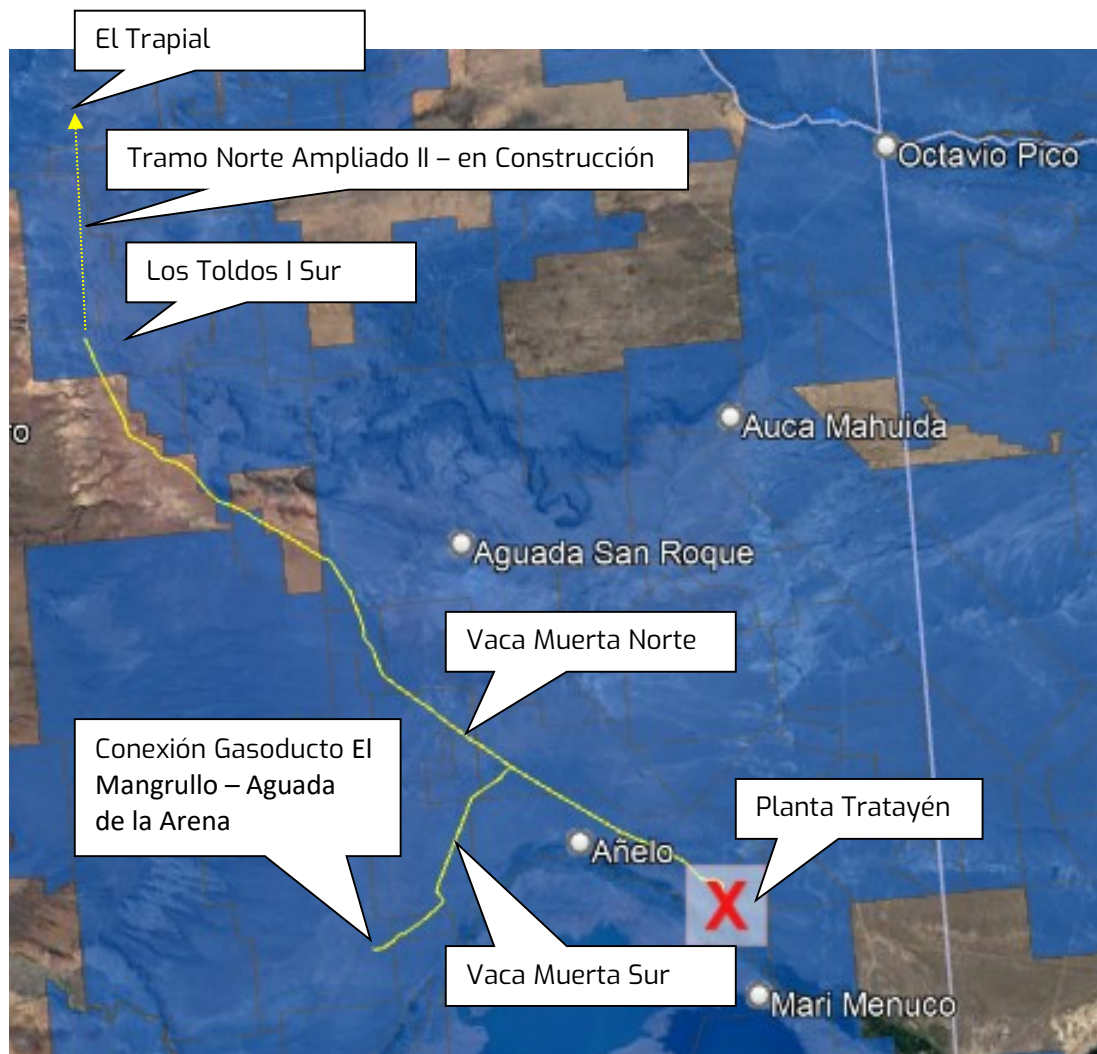 El Trapial
Tramo Norte Ampliado II – en Construcción
Octavio Pico
Los Toldos I Sur
Auca Mahuida
ro
Aguada San Roque
Vaca Muerta Norte
Conexión Gasoducto El
Mangrullo – Aguada
de la Arena
Planta Tratayén
Añelo
X
Vaca Muerta Sur
Mari Menuco